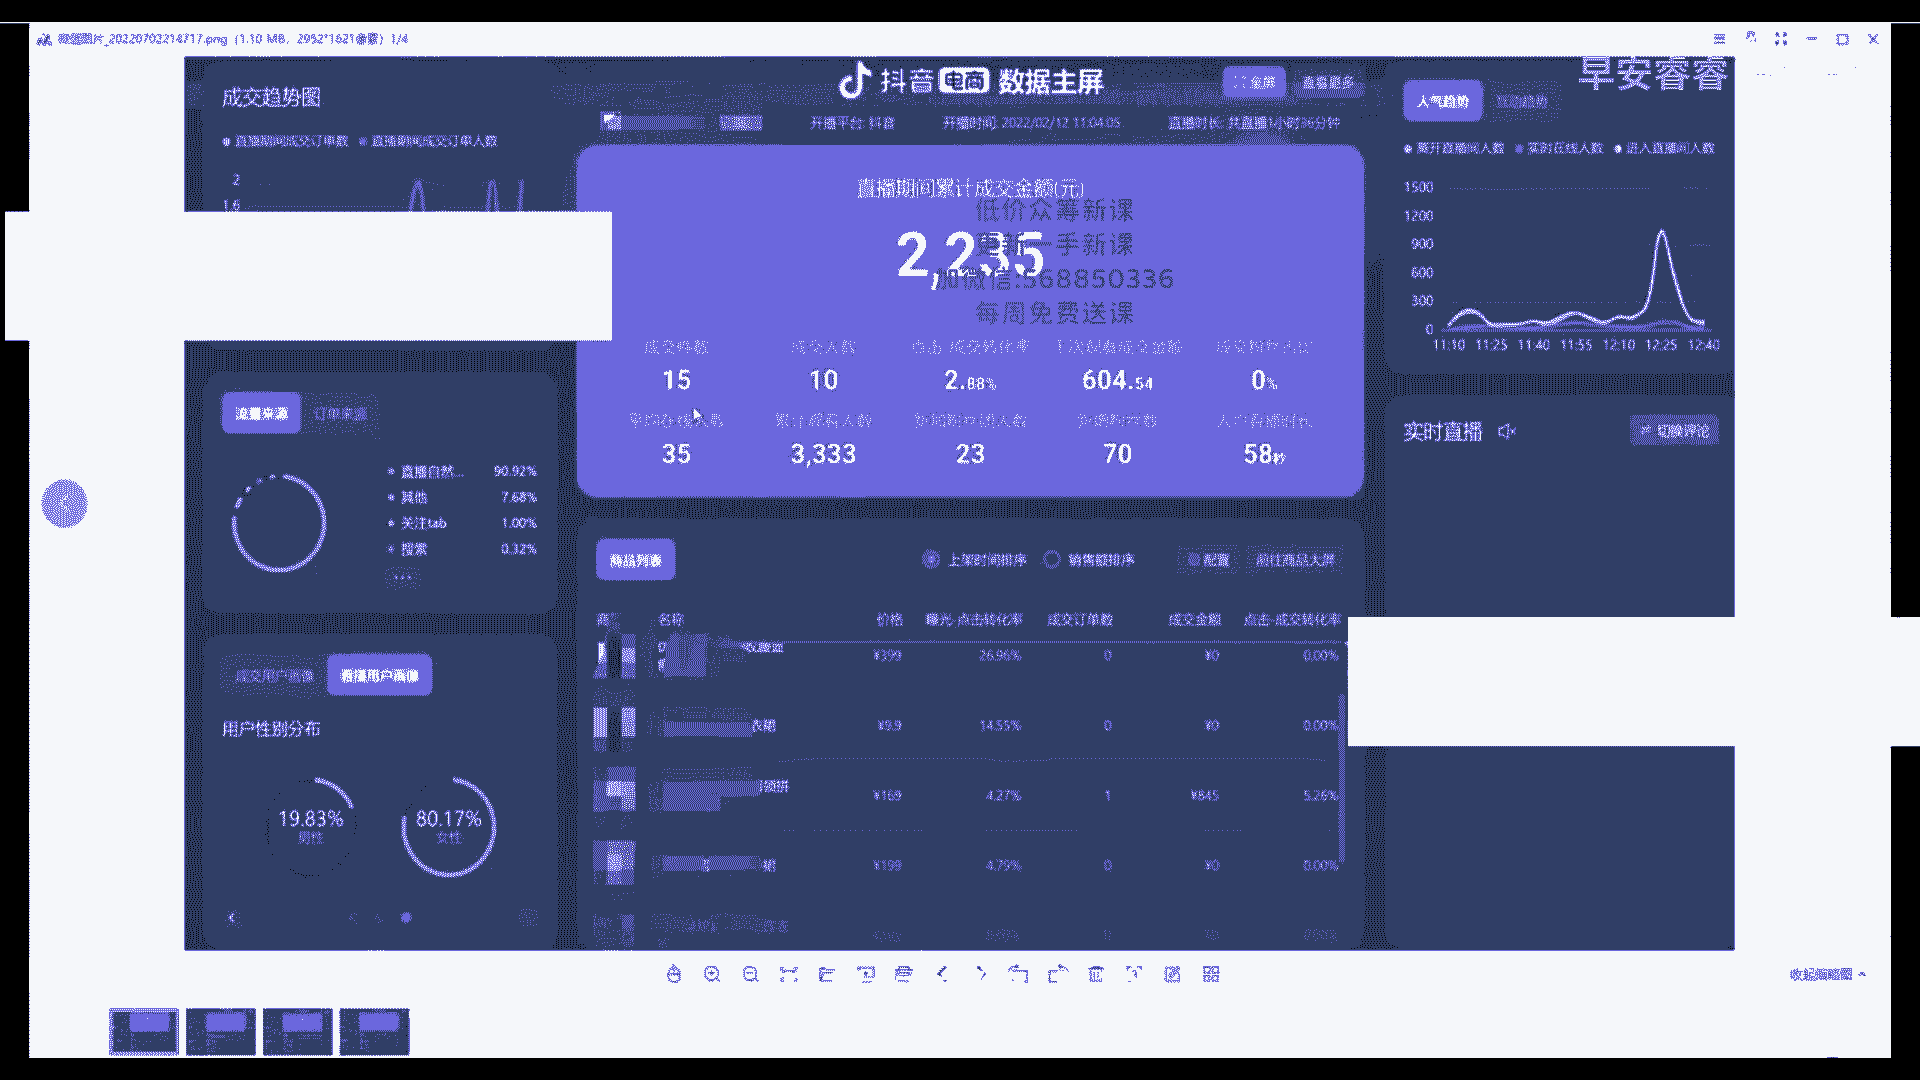 微信图片_20220702214717.png (1.10 MB, 2952*1621像素) 1/4
早安睿睿
抖音 电商 数据主屏
全屏
查看更多
开播平台: 抖音
开播时间: 2022/02/12 11:04:05
直播时长: 共直播1小时36分钟
成交趋势图
直播期间成交订单数
直播期间成交订单人数
2
1.6
直播期间累计成交金额(元)
2,235
低价众筹新课
更新一手新课
加微信:568850336
每周免费送课
成交件数
成交人数
点击-成交转化率
千次观看成交金额
成交粉丝占比
15
10
2.88%
604.54
0%
平均在线人数
累计观看人数
新加粉丝数
35
3,333
23
70
58秒
人气趋势
互动趋势
离开直播间人数
实时在线人数
进入直播间人数
1500
1200
900
600
300
0
11:10 11:25 11:40 11:55 12:10 12:25 12:40
流量来源
订单来源
直播自然... 90.92%
其他 7.68%
关注tab 1.00%
搜索 0.32%
...
实时直播
切换评论
商品列表
上架时间排序
销售额排序
配置
前往商品大屏
名称 价格 曝光-点击转化率 成交订单数 成交金额 点击-成交转化率
¥399 26.96% 0 ¥0 0.00%
衣裙 ¥9.9 14.55% 0 ¥0 0.00%
¥169 4.27% 1 ¥845 5.26%
裙 ¥199 4.79% 0 ¥0 0.00%
成交用户画像
看播用户画像
用户性别分布
19.83%
男性
80.17%
女性
收起缩略图